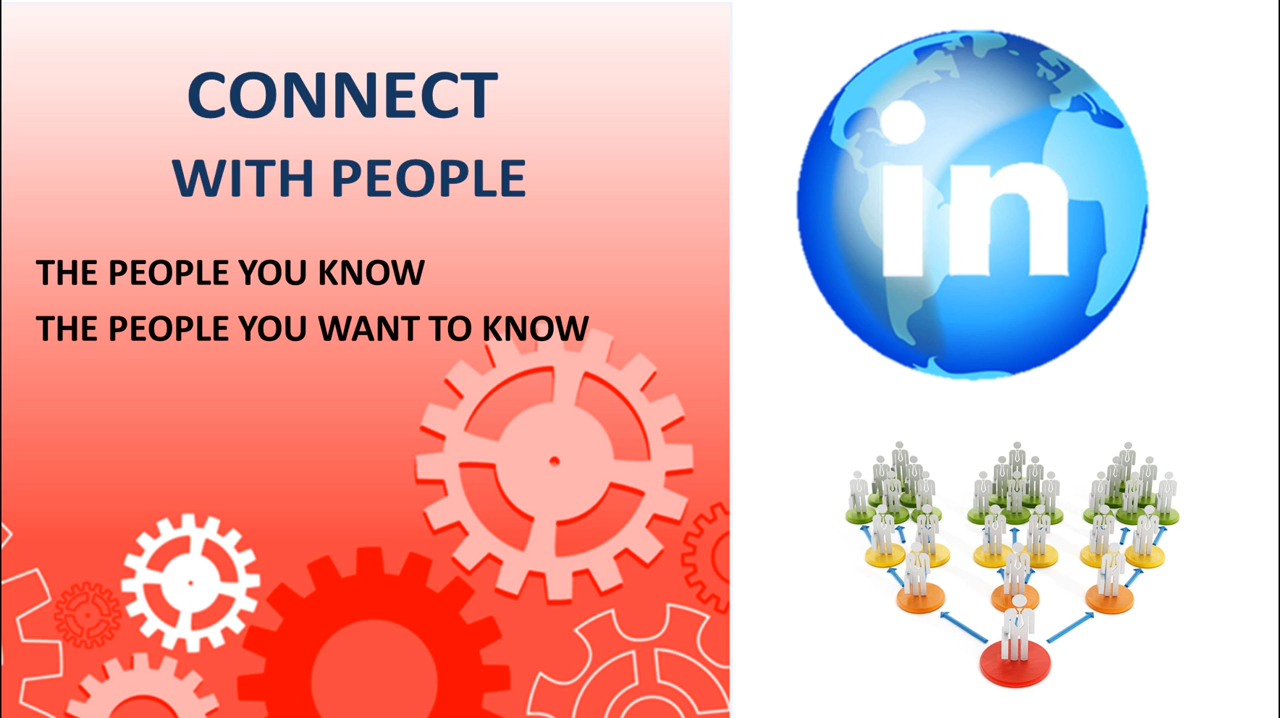 CONNECT
WITH PEOPLE
THE PEOPLE YOU KNOW
THE PEOPLE YOU WANT TO KNOW
in